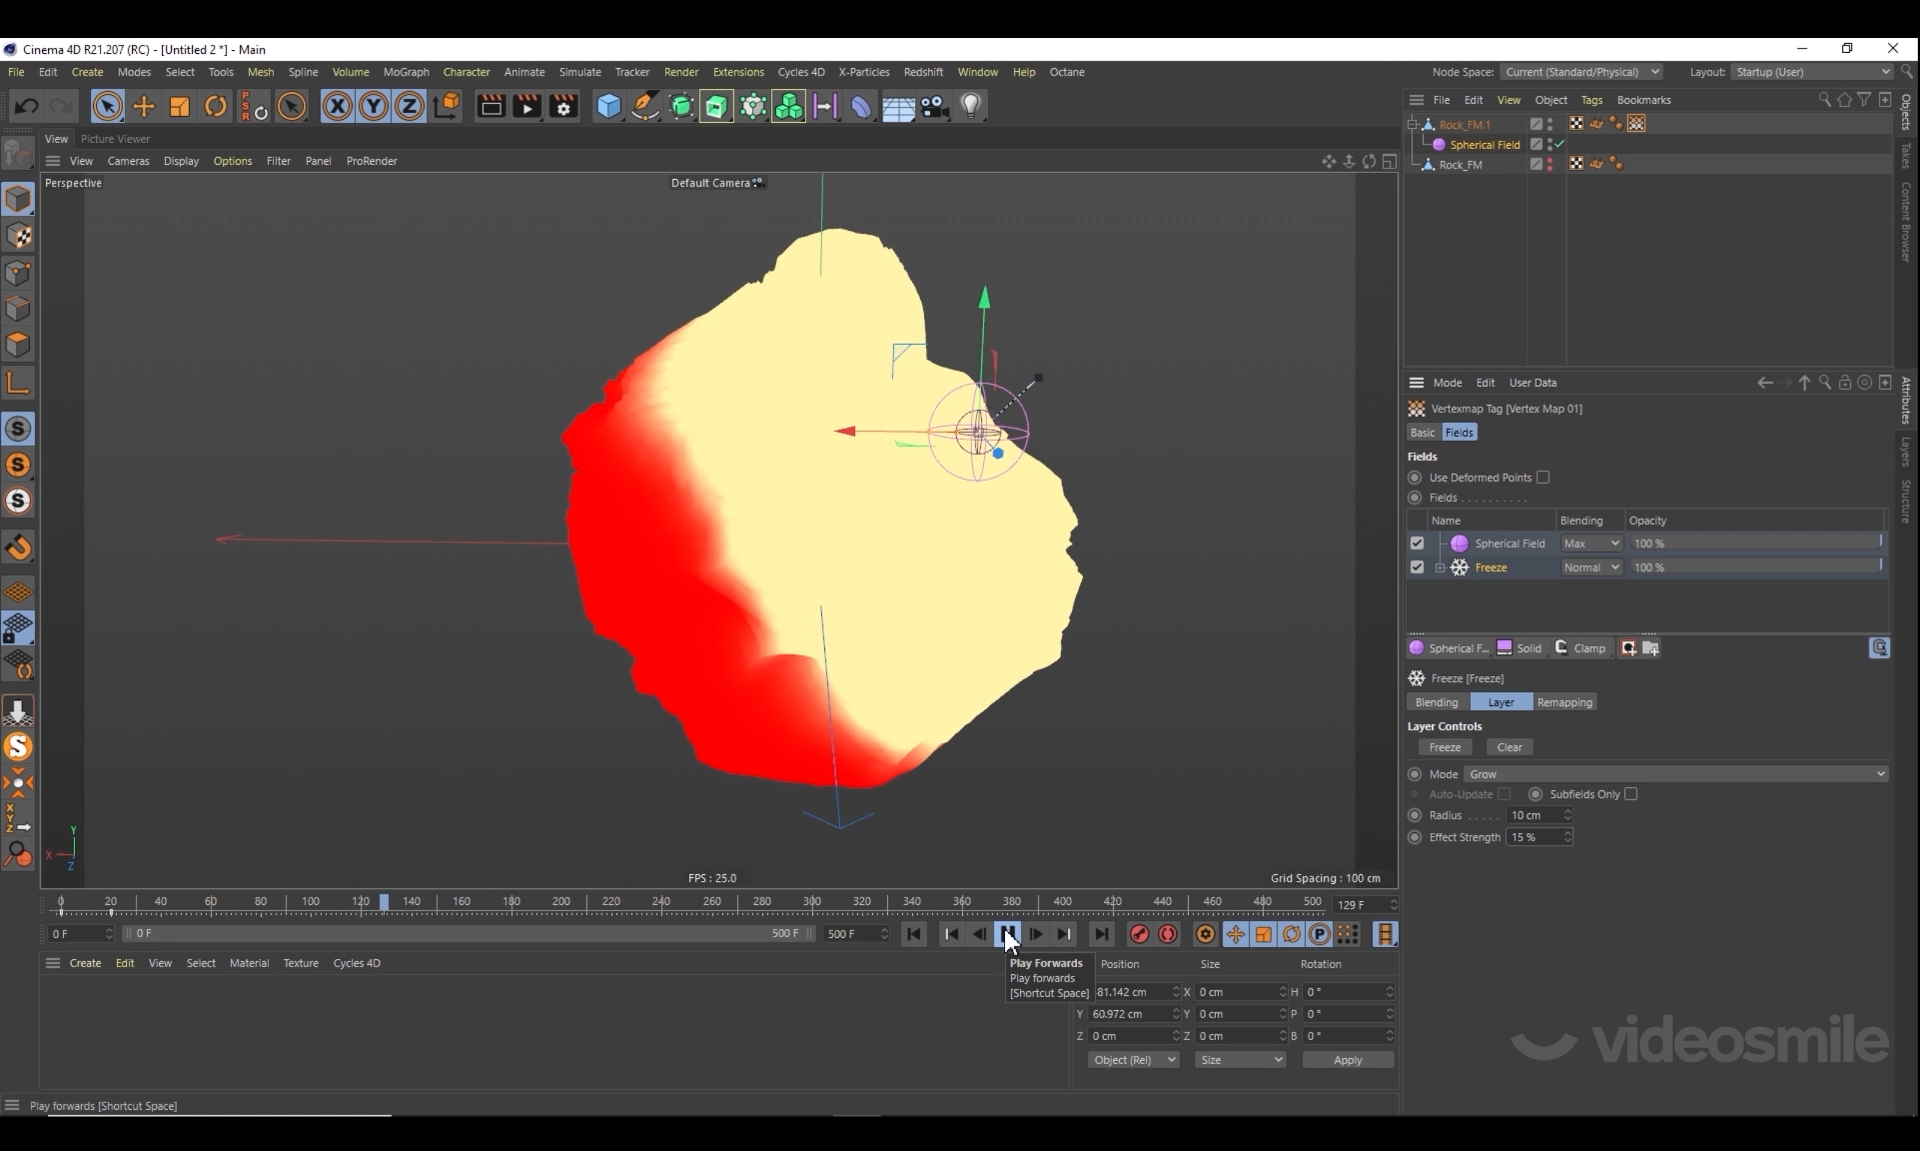 Cinema 4D R21.207 (RC) - [Untitled 2 *] - Main
File Edit Create Modes Select Tools Mesh Spline Volume MoGraph Character Animate Simulate Tracker Render Extensions Cycles 4D X-Particles Redshift Window Help Octane
Node Space: Current (Standard/Physical) Layout: Startup (User)
PSR X Y Z
File Edit View Object Tags Bookmarks
View Picture Viewer
View Cameras Display Options Filter Panel ProRender
Perspective
Default Camera
Rock_FM.1
Spherical Field
Rock_FM
Objects
Takes
Content Browser
Attributes
Layers
Structure
Mode Edit User Data
Vertexmap Tag [Vertex Map 01]
Basic Fields
Fields
Use Deformed Points
Fields . . . . . . . . . .
Name Blending Opacity
Spherical Field Max 100 %
Freeze Normal 100 %
Spherical F... Solid Clamp
Freeze [Freeze]
Blending Layer Remapping
Layer Controls
Freeze Clear
Mode Grow
Auto-Update Subfields Only
Radius . . . . . 10 cm
Effect Strength 15 %
S
S
S
S
X
Y
Z
Y
X
Z
FPS : 25.0
Grid Spacing : 100 cm
0 20 40 60 80 100 120 140 160 180 200 220 240 260 280 300 320 340 360 380 400 420 440 460 480 500 129 F
0 F 0 F 500 F 500 F P
Create Edit View Select Material Texture Cycles 4D
Play Forwards
Play forwards
[Shortcut Space]
Position Size Rotation
81.142 cm X 0 cm H 0 °
Y 60.972 cm Y 0 cm P 0 °
Z 0 cm Z 0 cm B 0 °
Object (Rel) Size Apply
videosmile
Play forwards [Shortcut Space]